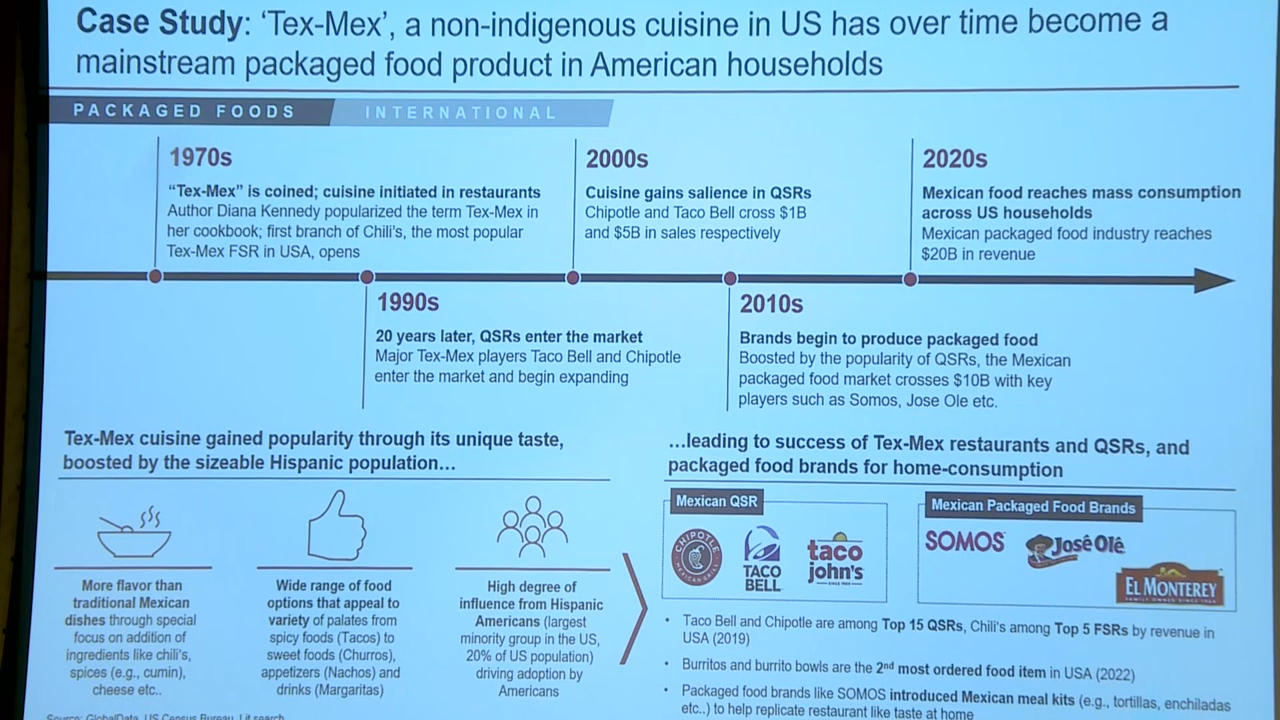 Case Study: ‘Tex-Mex’, a non-indigenous cuisine in US has over time become a
mainstream packaged food product in American households
PACKAGED FOODS
INTERNATIONAL
1970s
“Tex-Mex” is coined; cuisine initiated in restaurants
Author Diana Kennedy popularized the term Tex-Mex in
her cookbook; first branch of Chili’s, the most popular
Tex-Mex FSR in USA, opens
2000s
Cuisine gains salience in QSRs
Chipotle and Taco Bell cross $1B
and $5B in sales respectively
2020s
Mexican food reaches mass consumption
across US households
Mexican packaged food industry reaches
$20B in revenue
1990s
20 years later, QSRs enter the market
Major Tex-Mex players Taco Bell and Chipotle
enter the market and begin expanding
2010s
Brands begin to produce packaged food
Boosted by the popularity of QSRs, the Mexican
packaged food market crosses $10B with key
players such as Somos, Jose Ole etc.
Tex-Mex cuisine gained popularity through its unique taste,
boosted by the sizeable Hispanic population…
More flavor than
traditional Mexican
dishes through special
focus on addition of
ingredients like chili’s,
spices (e.g., cumin),
cheese etc..
Wide range of food
options that appeal to
variety of palates from
spicy foods (Tacos) to
sweet foods (Churros),
appetizers (Nachos) and
drinks (Margaritas)
High degree of
influence from Hispanic
Americans (largest
minority group in the US,
20% of US population)
driving adoption by
Americans
…leading to success of Tex-Mex restaurants and QSRs, and
packaged food brands for home-consumption
Mexican QSR
CHIPOTLE
MEXICAN GRILL
TACO
BELL
taco
john's
Mexican Packaged Food Brands
SOMOS
José Olé
EL MONTEREY
• Taco Bell and Chipotle are among Top 15 QSRs, Chili’s among Top 5 FSRs by revenue in
USA (2019)
• Burritos and burrito bowls are the 2nd most ordered food item in USA (2022)
• Packaged food brands like SOMOS introduced Mexican meal kits (e.g., tortillas, enchiladas
etc..) to help replicate restaurant like taste at home
Source: GlobalData, US Census Bureau, Lit search